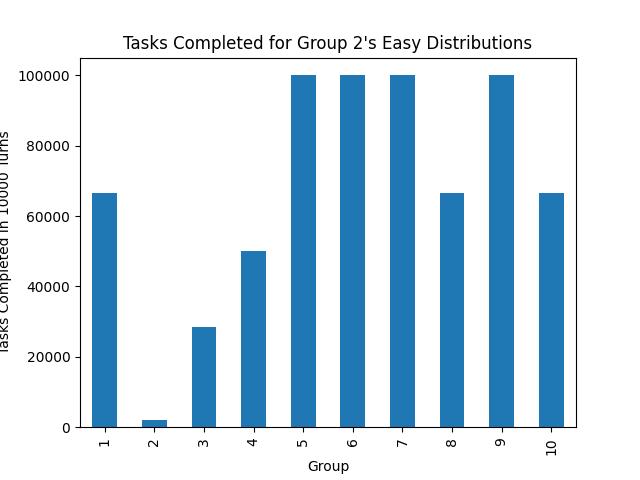 Tasks Completed for Group 2's Easy Distributions
100000
80000
60000
40000
20000
0
Tasks Completed in 10000 Turns
1 2 3 4 5 6 7 8 9 10
Group